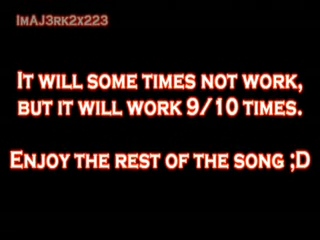 ImAJ3rk2x223
It will some times not work,
but it will work 9/10 times.
Enjoy the rest of the song ;D